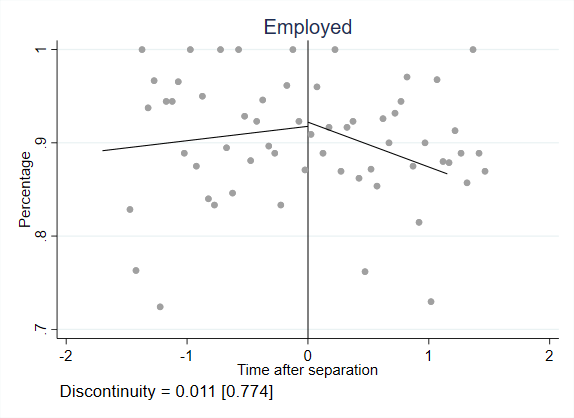 Employed
Percentage
1
.9
.8
.7
-2 -1 0 1 2
Time after separation
Discontinuity = 0.011 [0.774]